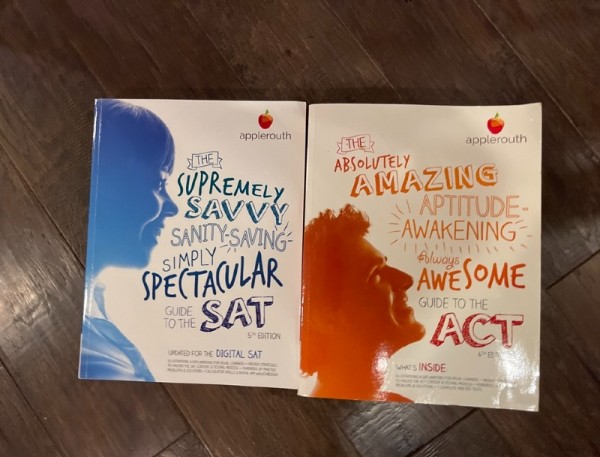 applerouth
THE
SUPREMELY
SAVVY
SANITY-SAVING
SIMPLY
SPECTACULAR
GUIDE
TO THE SAT
5TH EDITION
UPDATED FOR THE DIGITAL SAT
applerouth
THE
ABSOLUTELY
AMAZING
APTITUDE-
AWAKENING
always
AWESOME
GUIDE TO THE
ACT
EDITION
WHAT'S INSIDE